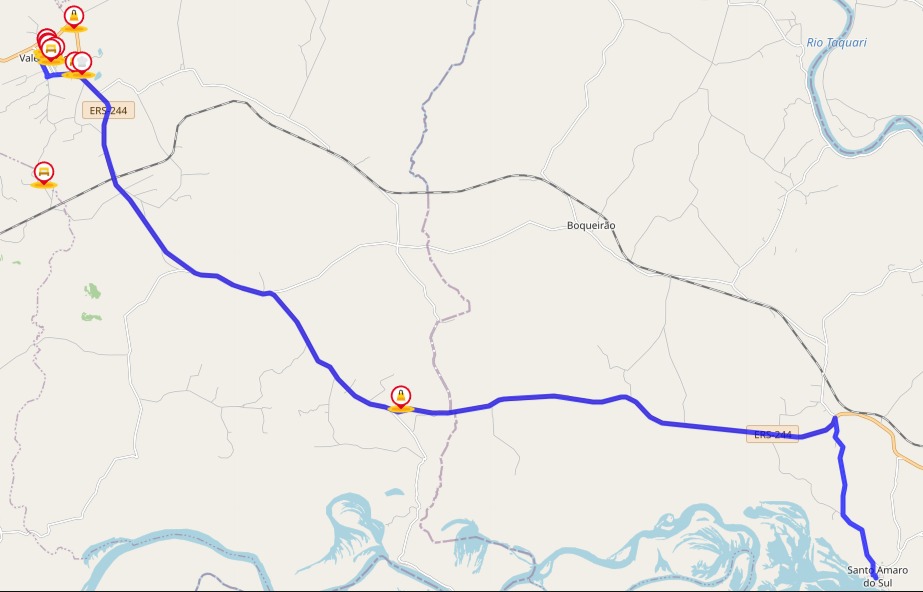 Rio Taquari
Vale
ERS-244
Boqueirão
ERS-244
Santo Amaro
do Sul